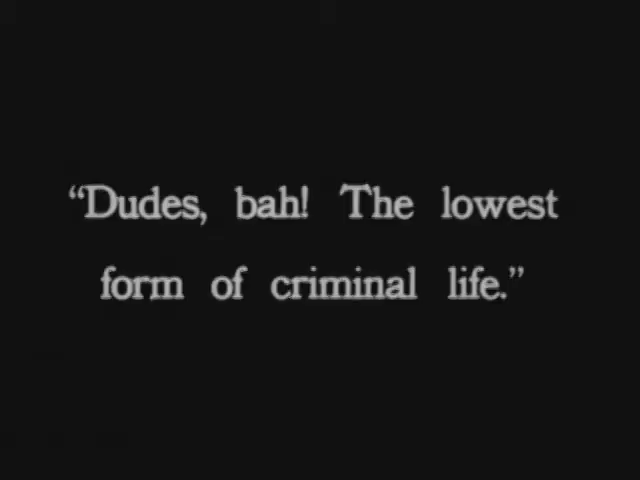 “Dudes, bah! The lowest
form of criminal life.”